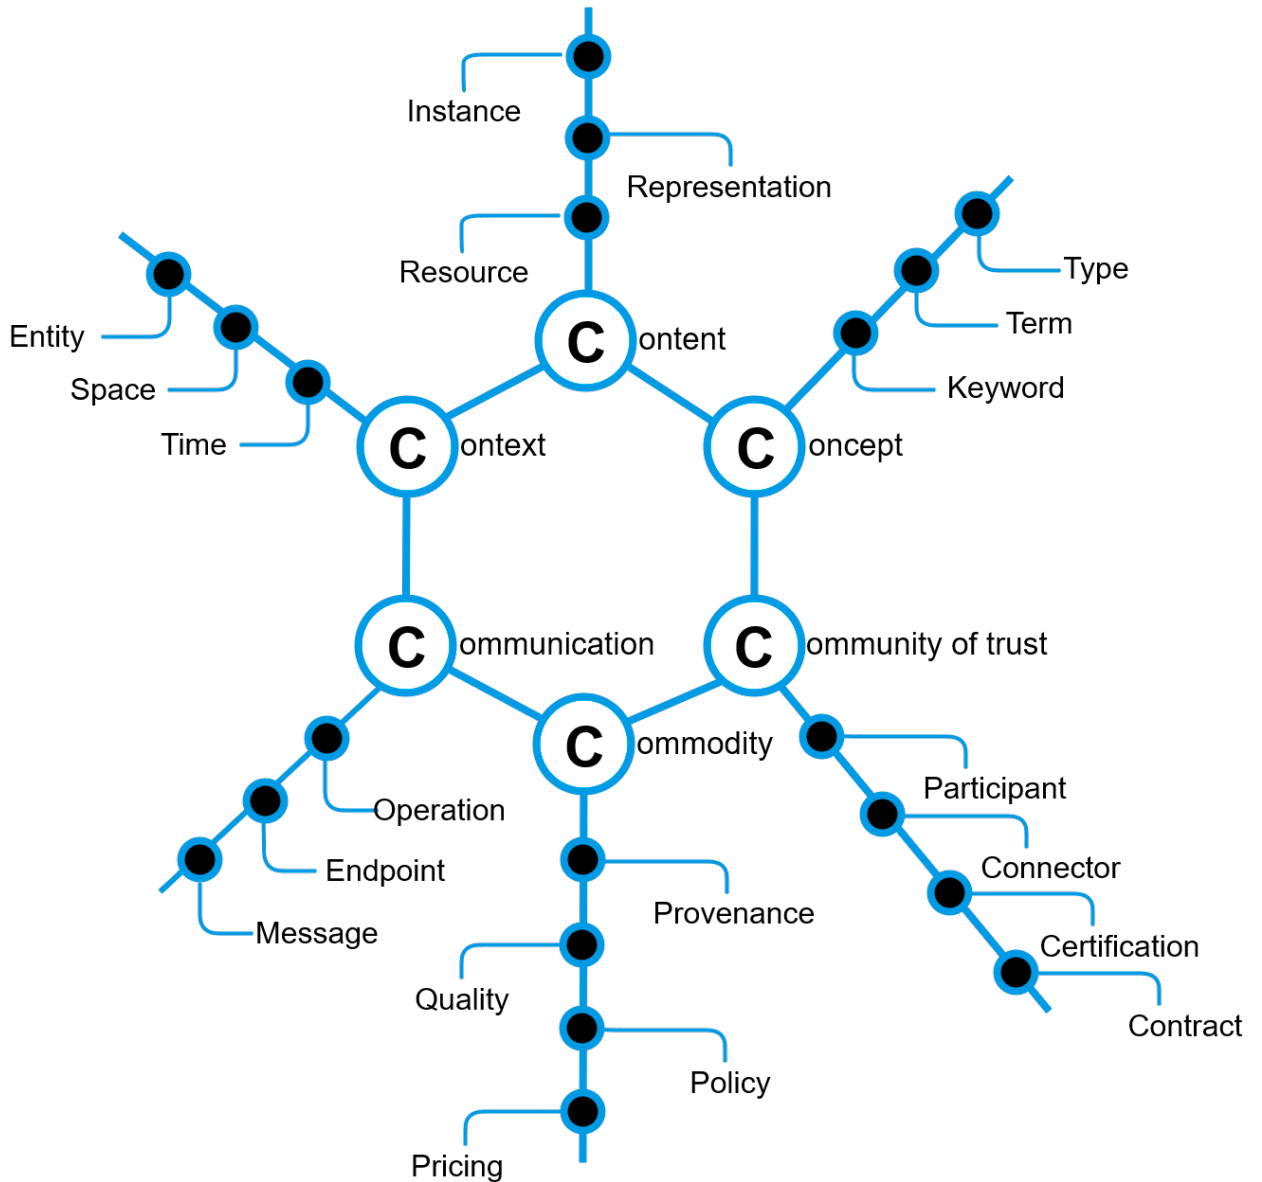 Instance
Representation
Resource
Content
Type
Term
Keyword
Concept
Entity
Space
Time
Context
Communication
Operation
Endpoint
Message
Community of trust
Participant
Connector
Certification
Contract
Commodity
Provenance
Quality
Policy
Pricing